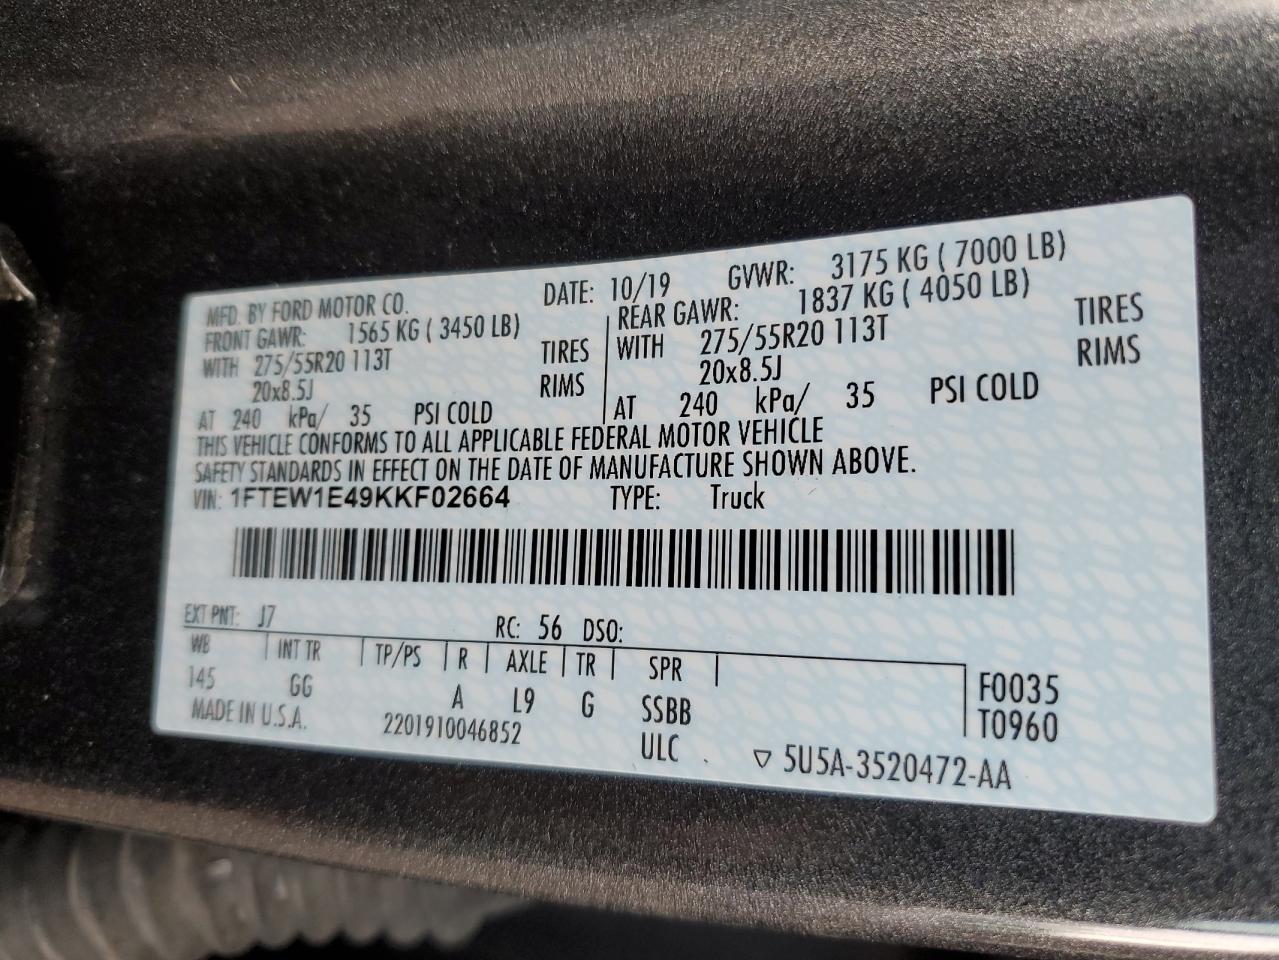 MFD. BY FORD MOTOR CO. DATE: 10/19 GVWR: 3175 KG ( 7000 LB)
FRONT GAWR: 1565 KG ( 3450 LB) REAR GAWR: 1837 KG ( 4050 LB)
WITH 275/55R20 113T TIRES WITH 275/55R20 113T TIRES
20x8.5J RIMS 20x8.5J RIMS
AT 240 kPa/ 35 PSI COLD AT 240 kPa/ 35 PSI COLD
THIS VEHICLE CONFORMS TO ALL APPLICABLE FEDERAL MOTOR VEHICLE
SAFETY STANDARDS IN EFFECT ON THE DATE OF MANUFACTURE SHOWN ABOVE.
VIN: 1FTEW1E49KKF02664 TYPE: Truck
EXT PNT: J7 RC: 56 DSO:
WB INT TR TP/PS R AXLE TR SPR
145 GG A L9 G SSBB F0035
MADE IN U.S.A. 2201910046852 ULC T0960
▽ 5U5A-3520472-AA